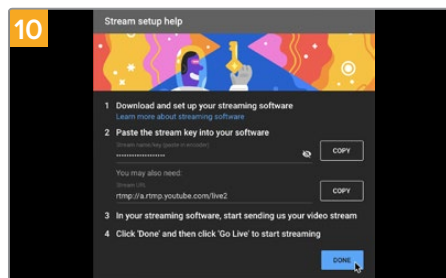 10
Stream setup help
1 Download and set up your streaming software
Learn more about streaming software
2 Paste the stream key into your software
Stream name/key (paste in encoder)
••••••••••••••••••••
COPY
You may also need:
Stream URL
rtmp://a.rtmp.youtube.com/live2
COPY
3 In your streaming software, start sending us your video stream
4 Click 'Done' and then click 'Go Live' to start streaming
DONE